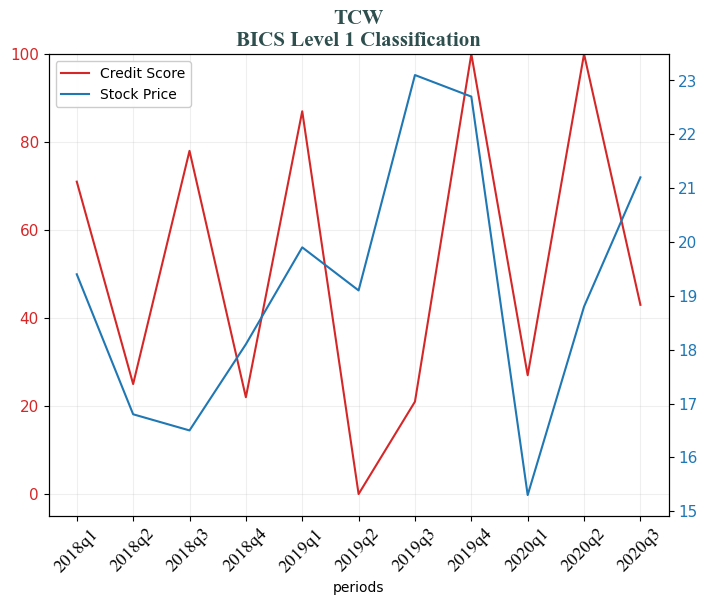 TCW
BICS Level 1 Classification
Credit Score
Stock Price
100
80
60
40
20
0
23
22
21
20
19
18
17
16
15
2018q1
2018q2
2018q3
2018q4
2019q1
2019q2
2019q3
2019q4
2020q1
2020q2
2020q3
periods